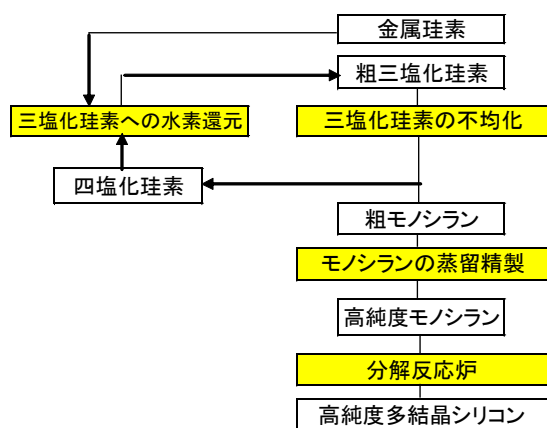 金属珪素
粗三塩化珪素
三塩化珪素への水素還元
三塩化珪素の不均化
四塩化珪素
粗モノシラン
モノシランの蒸留精製
高純度モノシラン
分解反応炉
高純度多結晶シリコン